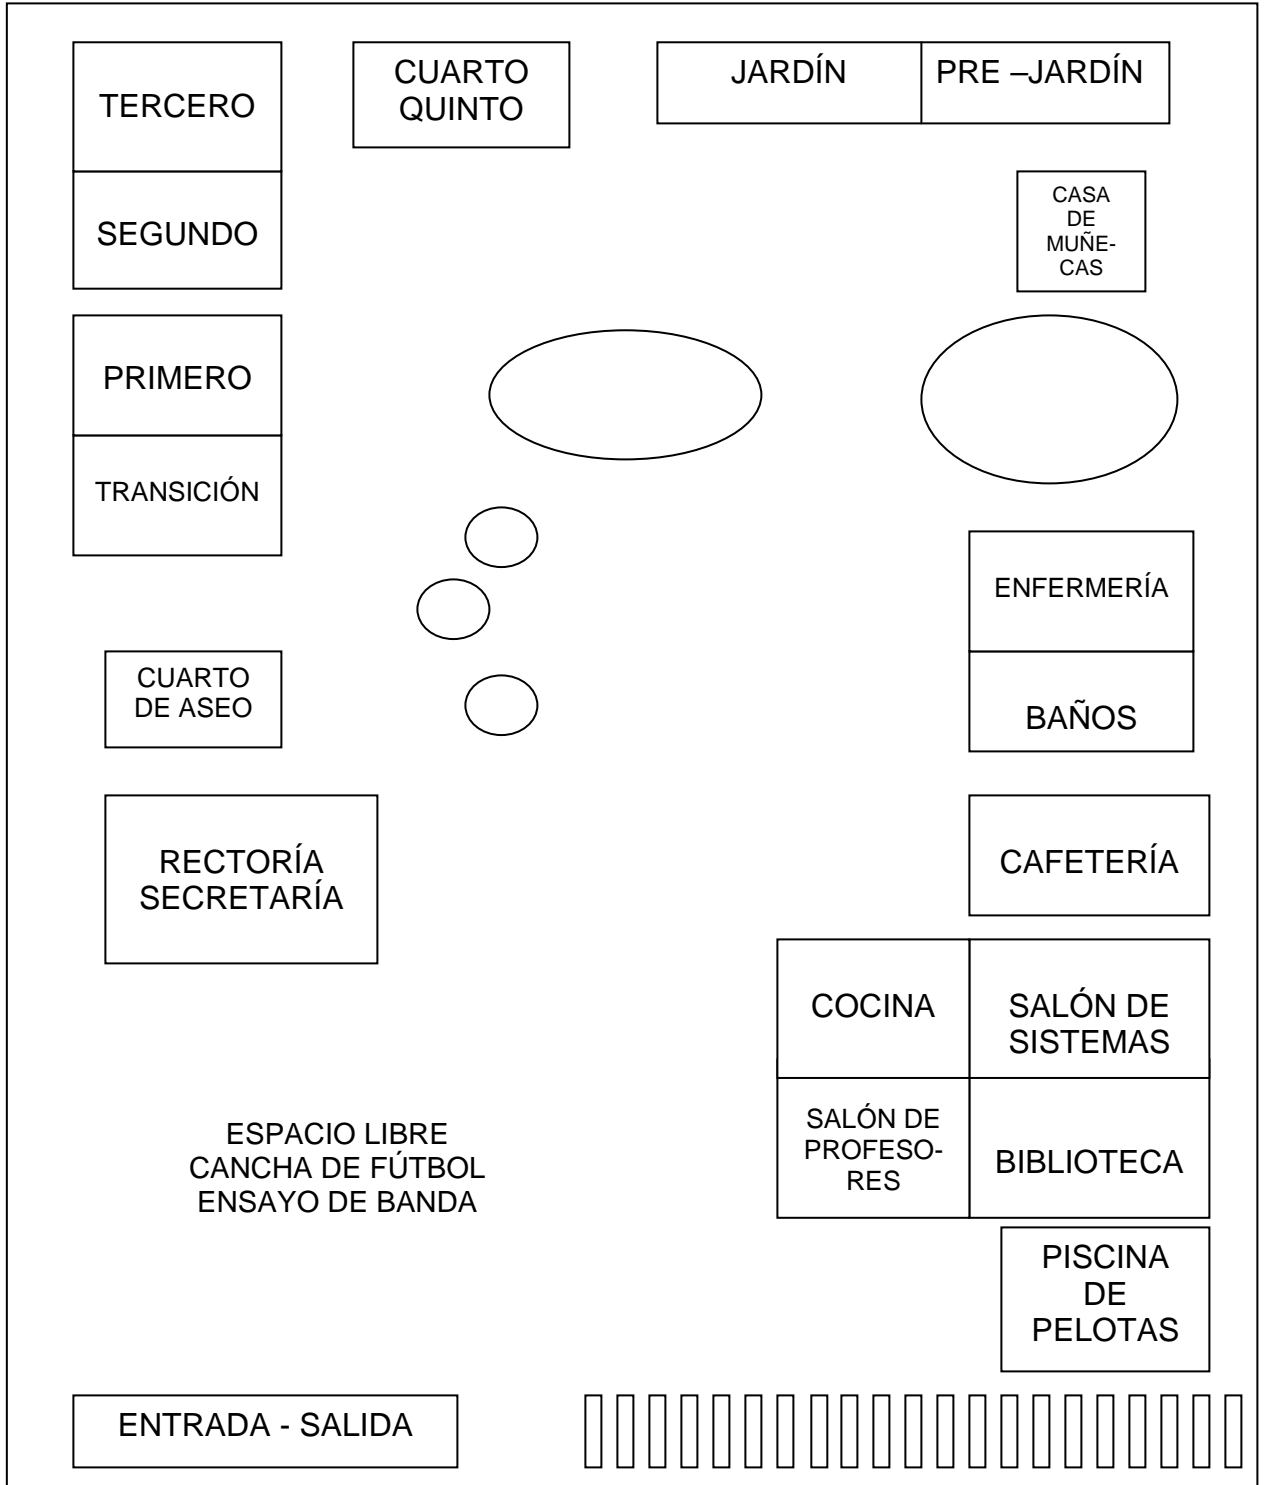 TERCERO
CUARTO
QUINTO
JARDÍN
PRE –JARDÍN
SEGUNDO
CASA
DE
MUÑE-
CAS
PRIMERO
TRANSICIÓN
ENFERMERÍA
CUARTO
DE ASEO
BAÑOS
RECTORÍA
SECRETARÍA
CAFETERÍA
COCINA
SALÓN DE
SISTEMAS
ESPACIO LIBRE
CANCHA DE FÚTBOL
ENSAYO DE BANDA
SALÓN DE
PROFESO-
RES
BIBLIOTECA
PISCINA
DE
PELOTAS
ENTRADA - SALIDA